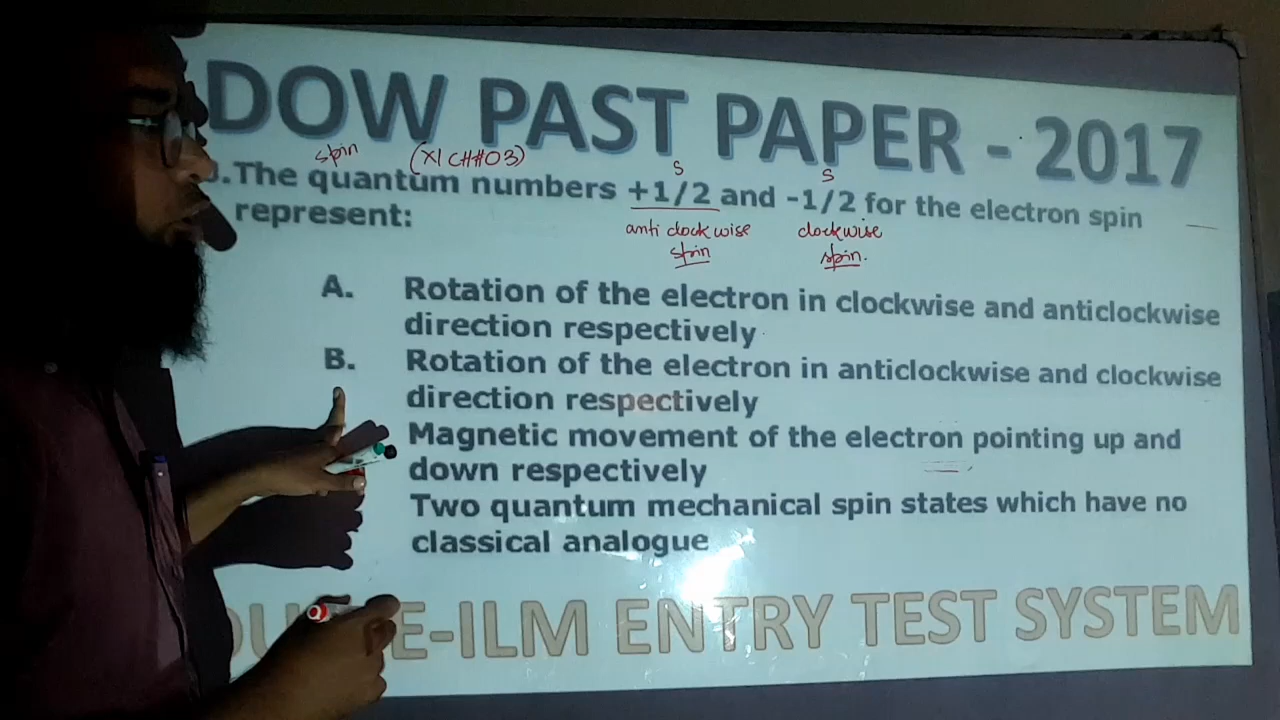 DOW PAST PAPER - 2017
spin (XI CH#03) s s
.The quantum numbers +1/2 and -1/2 for the electron spin
represent:
anti clockwise clockwise
spin spin.
A. Rotation of the electron in clockwise and anticlockwise
direction respectively
B. Rotation of the electron in anticlockwise and clockwise
direction respectively
Magnetic movement of the electron pointing up and
down respectively
Two quantum mechanical spin states which have no
classical analogue
E-ILM ENTRY TEST SYSTEM